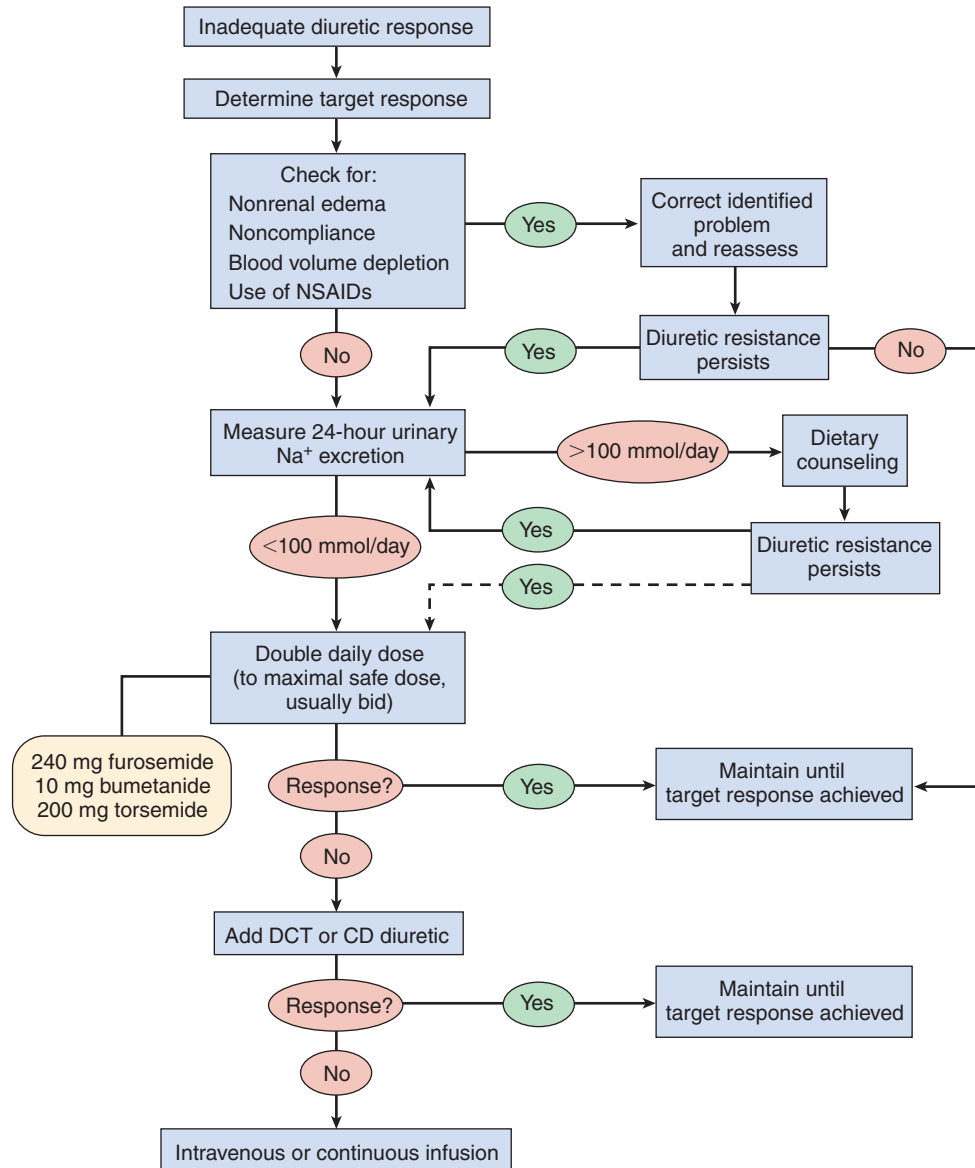 Inadequate diuretic response
Determine target response
Check for:
Nonrenal edema
Noncompliance
Blood volume depletion
Use of NSAIDs
Yes
Correct identified
problem
and reassess
No
Yes
Diuretic resistance
persists
No
Measure 24-hour urinary
Na⁺ excretion
>100 mmol/day
Dietary
counseling
<100 mmol/day
Yes
Diuretic resistance
persists
Yes
Double daily dose
(to maximal safe dose,
usually bid)
240 mg furosemide
10 mg bumetanide
200 mg torsemide
Response?
Yes
Maintain until
target response achieved
No
Add DCT or CD diuretic
Response?
Yes
Maintain until
target response achieved
No
Intravenous or continuous infusion